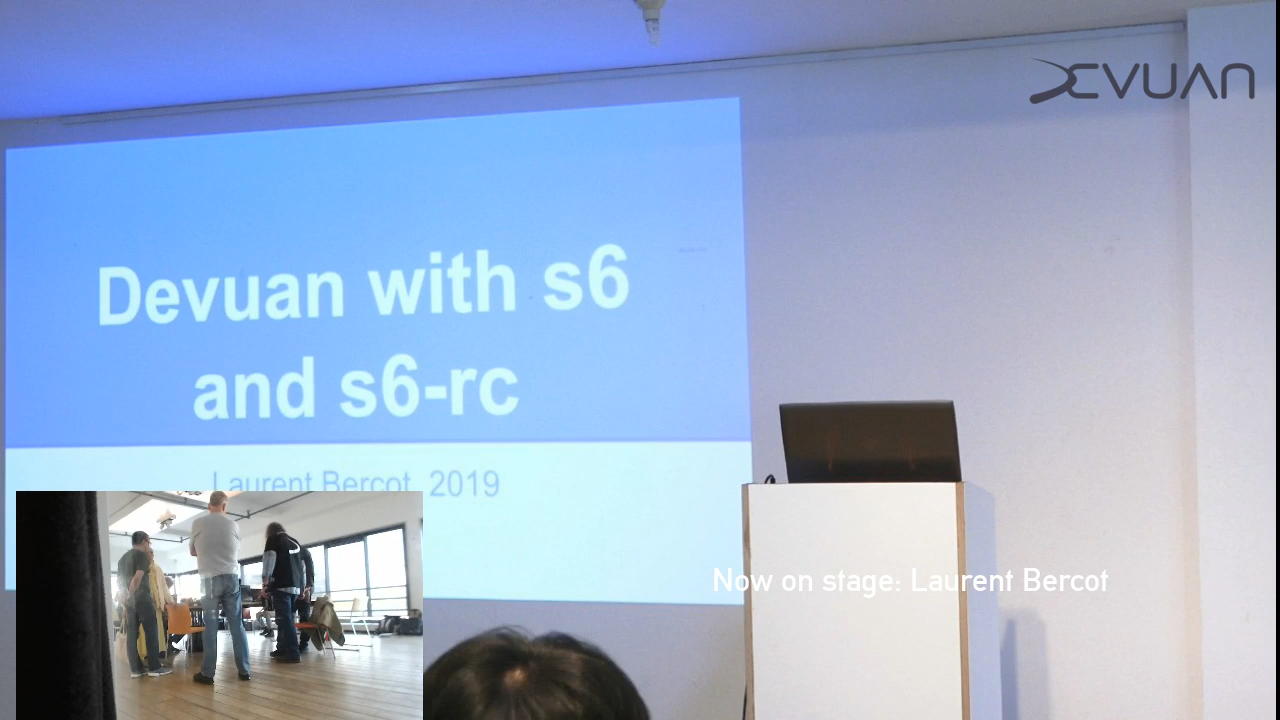 DEVUAN
Devuan with s6
and s6-rc
Laurent Bercot, 2019
Now on stage: Laurent Bercot